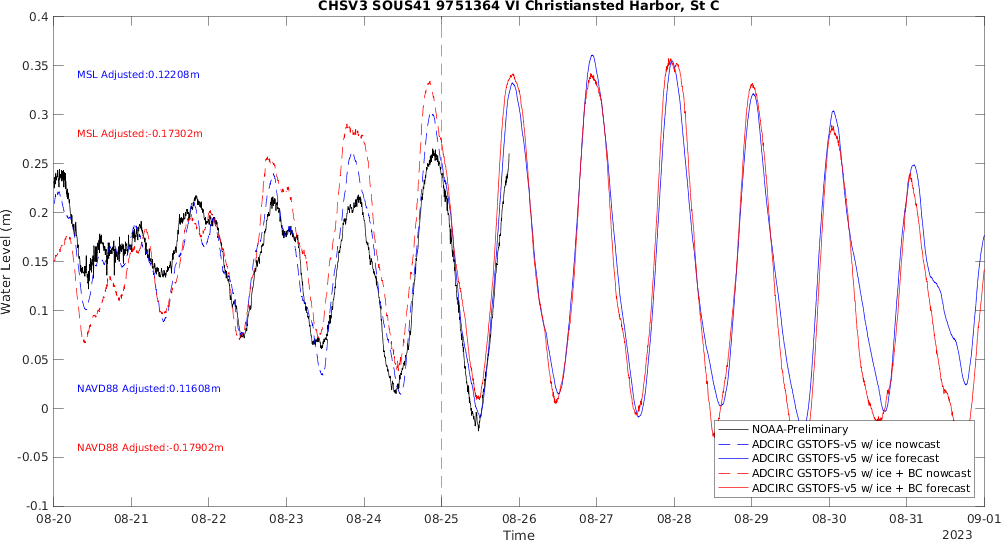 CHSV3 SOUS41 9751364 VI Christiansted Harbor, St C
0.4
0.35
0.3
0.25
0.2
0.15
0.1
0.05
0
-0.05
-0.1
Water Level (m)
MSL Adjusted:0.12208m
MSL Adjusted:-0.17302m
NAVD88 Adjusted:0.11608m
NAVD88 Adjusted:-0.17902m
NOAA-Preliminary
ADCIRC GSTOFS-v5 w/ ice nowcast
ADCIRC GSTOFS-v5 w/ ice forecast
ADCIRC GSTOFS-v5 w/ ice + BC nowcast
ADCIRC GSTOFS-v5 w/ ice + BC forecast
08-20 08-21 08-22 08-23 08-24 08-25 08-26 08-27 08-28 08-29 08-30 08-31 09-01
Time
2023